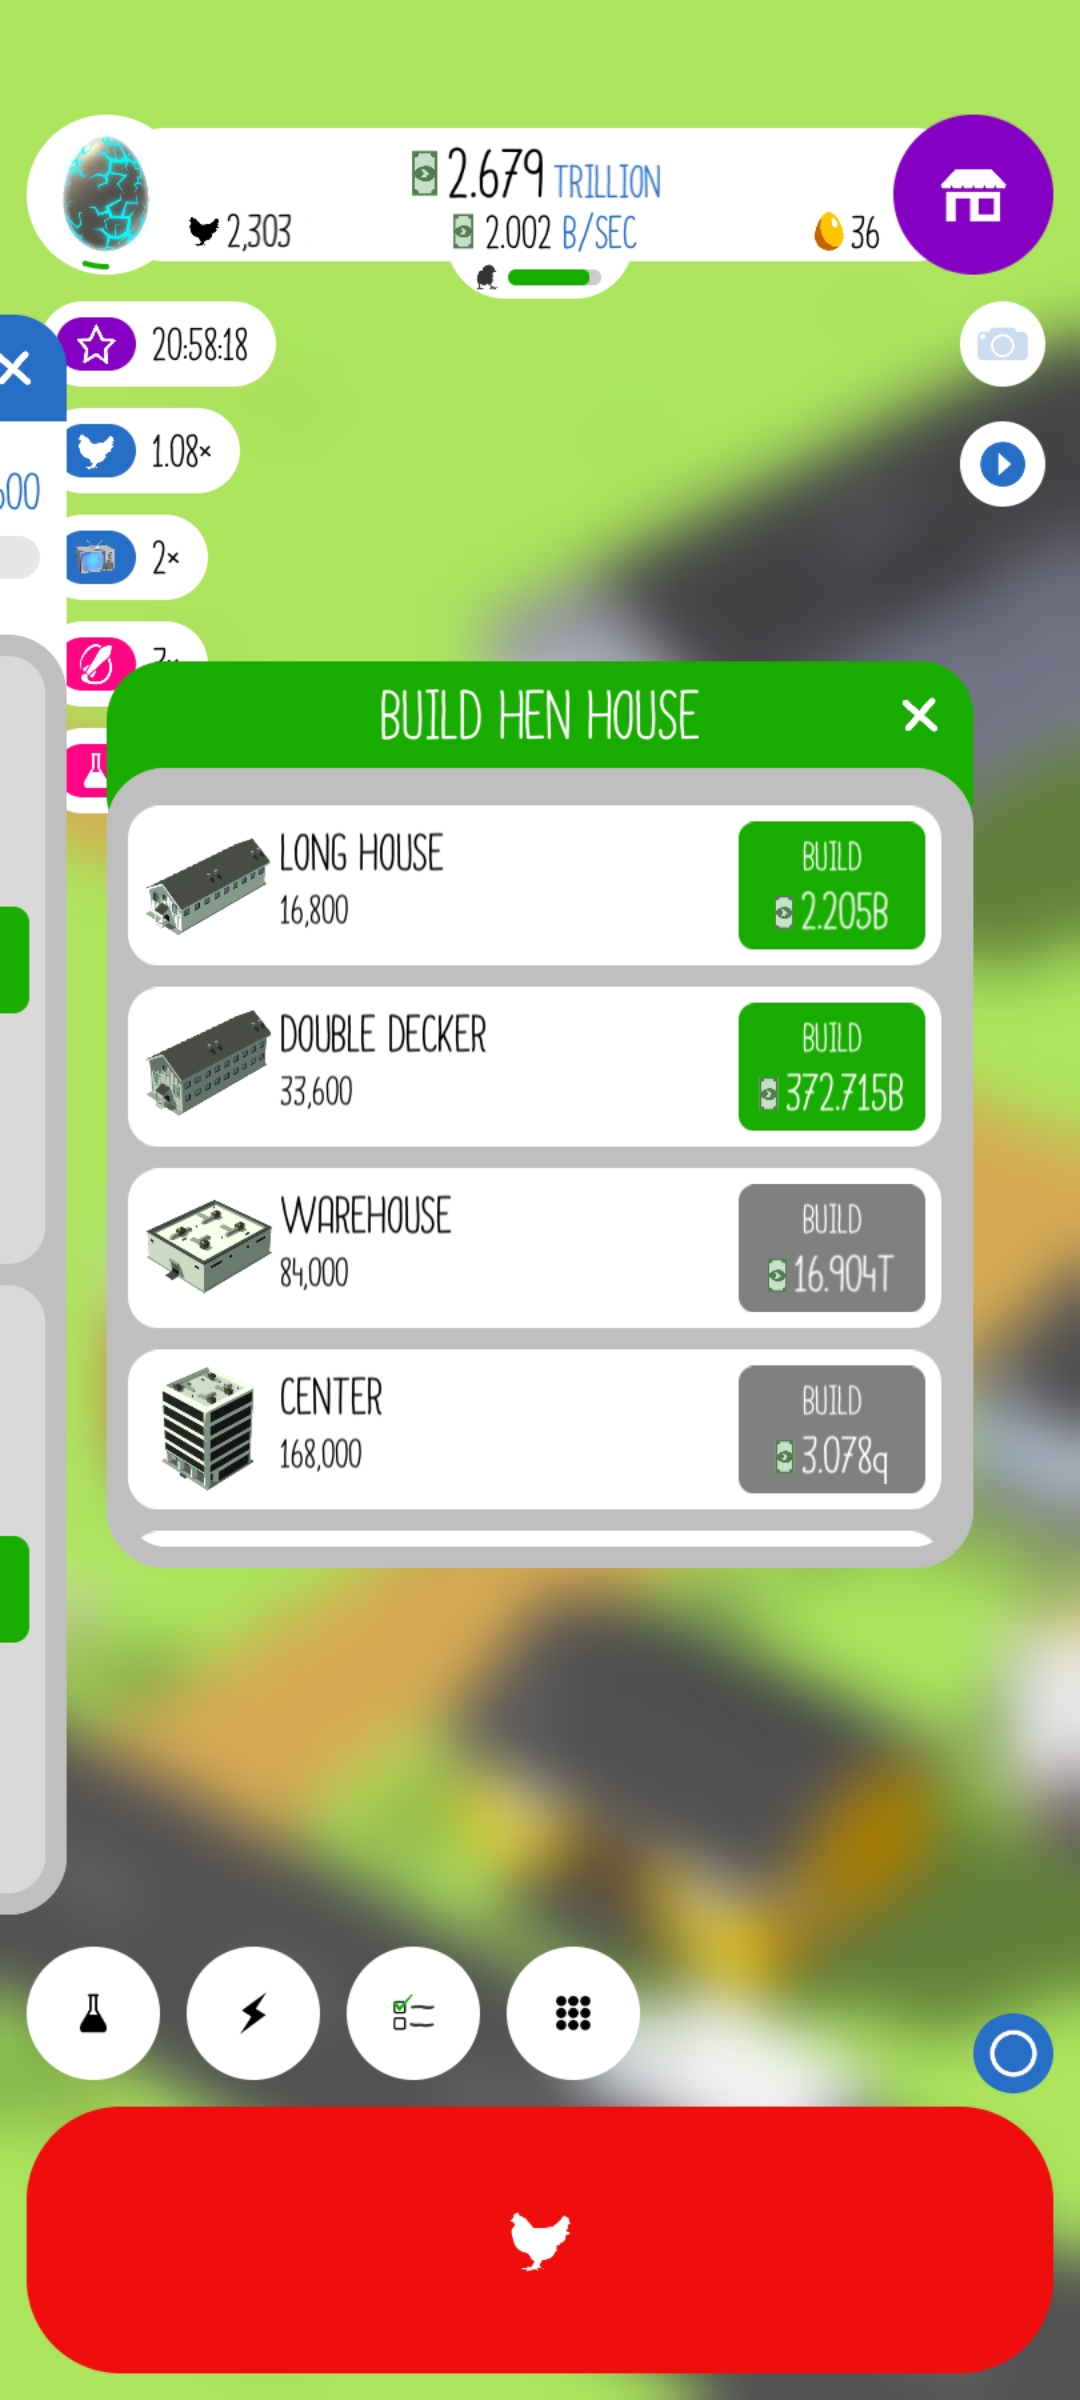 2.679 TRILLION
2,303
2.002 B/SEC
36
20:58:18
1.08×
2×
BUILD HEN HOUSE
LONG HOUSE
16,800
BUILD
2.205B
DOUBLE DECKER
33,600
BUILD
372.715B
WAREHOUSE
84,000
BUILD
16.904T
CENTER
168,000
BUILD
3.078q